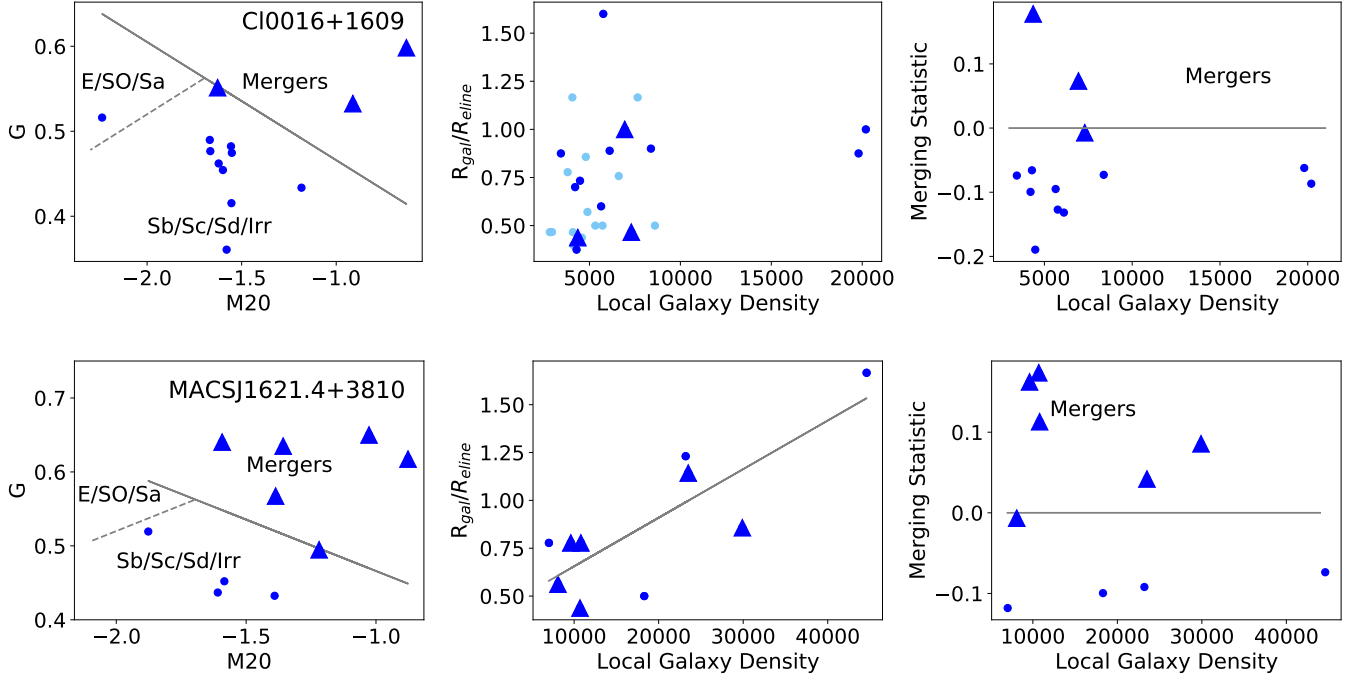 Cl0016+1609
E/SO/Sa
Mergers
Sb/Sc/Sd/Irr
0.6
0.5
0.4
G
−2.0 −1.5 −1.0
M20
1.50
1.25
1.00
0.75
0.50
R_gal/R_eline
5000 10000 15000 20000
Local Galaxy Density
Mergers
0.1
0.0
−0.1
−0.2
Merging Statistic
5000 10000 15000 20000
Local Galaxy Density
MACSJ1621.4+3810
Mergers
E/SO/Sa
Sb/Sc/Sd/Irr
0.7
0.6
0.5
0.4
G
−2.0 −1.5 −1.0
M20
1.50
1.25
1.00
0.75
0.50
R_gal/R_eline
10000 20000 30000 40000
Local Galaxy Density
Mergers
0.1
0.0
−0.1
Merging Statistic
10000 20000 30000 40000
Local Galaxy Density